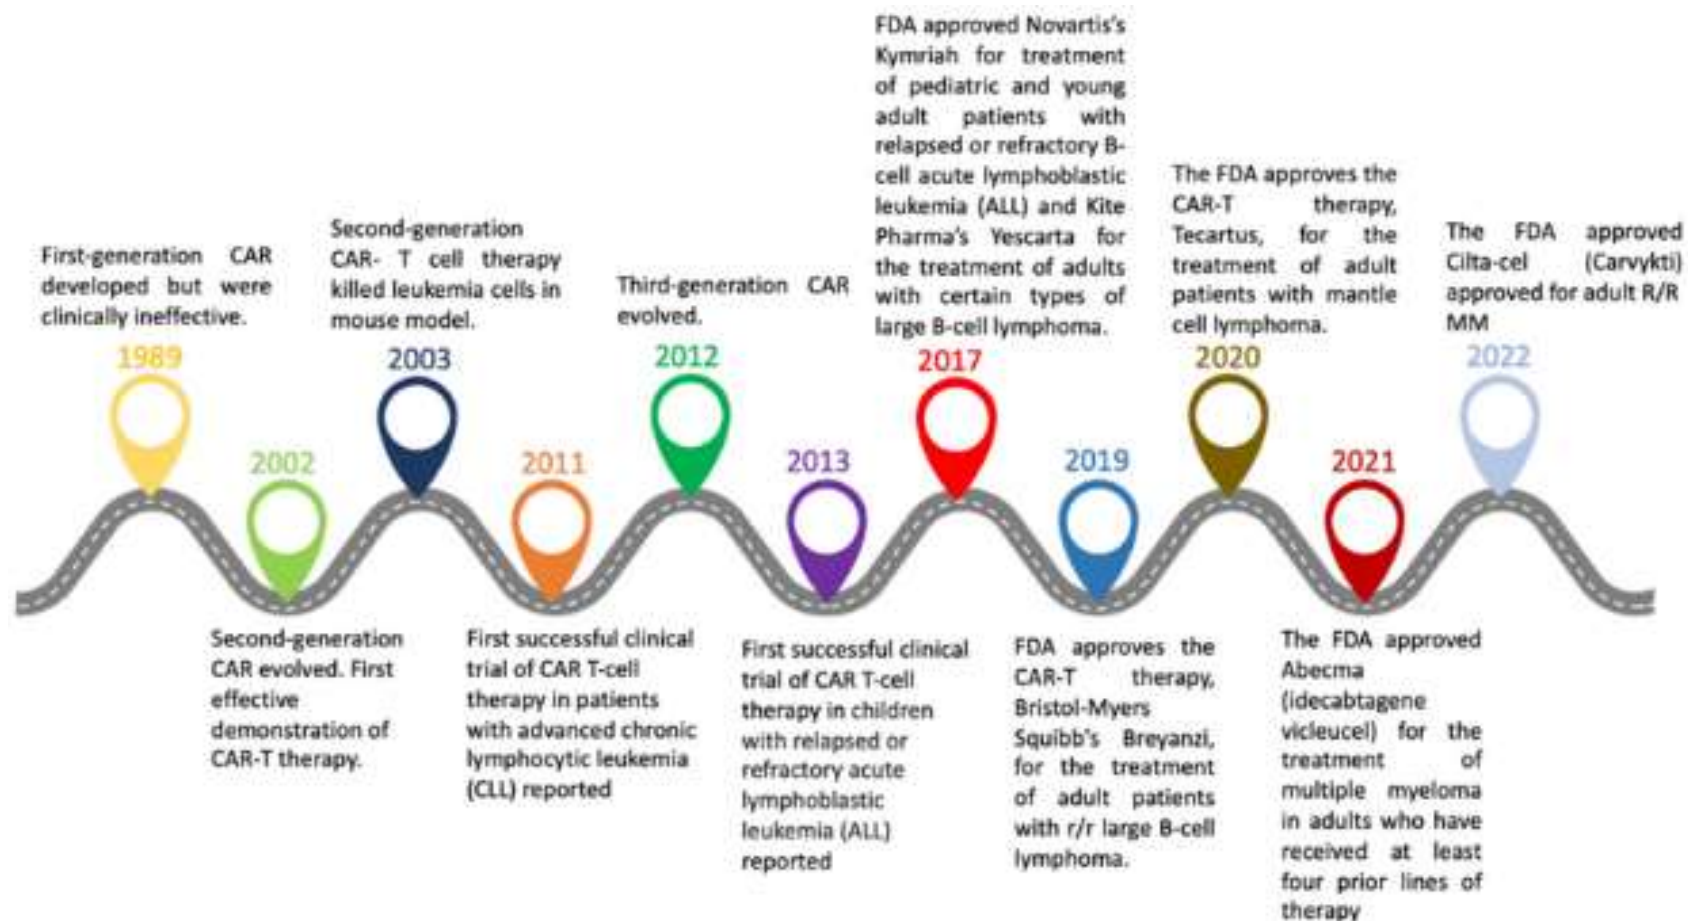 1989
First-generation CAR
developed but were
clinically ineffective.
2002
Second-generation
CAR evolved. First
effective
demonstration of
CAR-T therapy.
2003
Second-generation
CAR- T cell therapy
killed leukemia cells in
mouse model.
2011
First successful clinical
trial of CAR T-cell
therapy in patients
with advanced chronic
lymphocytic leukemia
(CLL) reported
2012
Third-generation CAR
evolved.
2013
First successful clinical
trial of CAR T-cell
therapy in children
with relapsed or
refractory acute
lymphoblastic
leukemia (ALL)
reported
2017
FDA approved Novartis's
Kymriah for treatment
of pediatric and young
adult patients with
relapsed or refractory B-
cell acute lymphoblastic
leukemia (ALL) and Kite
Pharma's Yescarta for
the treatment of adults
with certain types of
large B-cell lymphoma.
2019
FDA approves the
CAR-T therapy,
Bristol-Myers
Squibb's Breyanzi,
for the treatment
of adult patients
with r/r large B-cell
lymphoma.
2020
The FDA approves the
CAR-T therapy,
Tecartus, for the
treatment of adult
patients with mantle
cell lymphoma.
2021
The FDA approved
Abecma
(idecabtagene
vicleucel) for the
treatment of
multiple myeloma
in adults who have
received at least
four prior lines of
therapy
2022
The FDA approved
Cilta-cel (Carvykti)
approved for adult R/R
MM